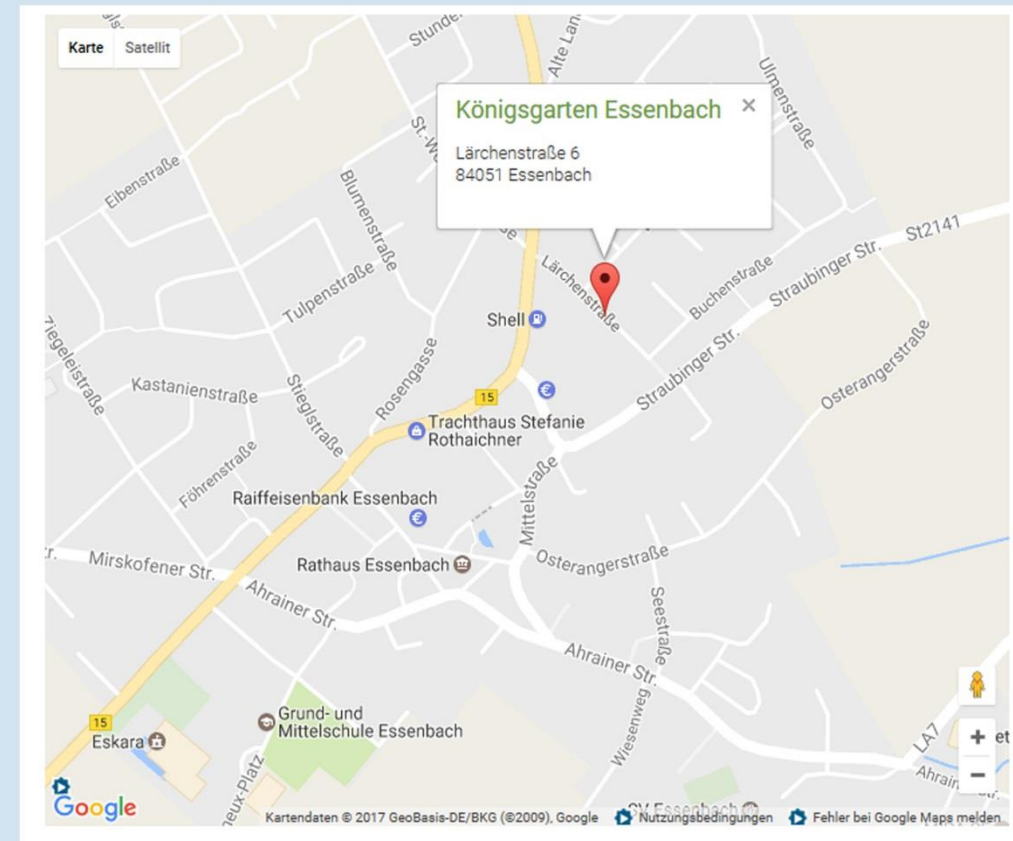 Karte Satellit
Alte Lan
Ulmenstraße
Königsgarten Essenbach ×
Lärchenstraße 6
84051 Essenbach
Eibenstraße
Blumenstraße
St2141
Straubinger Str.
Lärchenstraße
Buchenstraße
Tulpenstraße
Shell
Ziegeleistraße
Rosengasse
Straubinger Str.
Osterangerstraße
Kastanienstraße
Stieglstraße
15
Trachthaus Stefanie
Rothaichner
Föhrenstraße
Raiffeisenbank Essenbach
Mittelstraße
Mirskofener Str.
Rathaus Essenbach
Osterangerstraße
Ahrainer Str.
Seestraße
Ahrainer Str.
Wiesenweg
15
Eskara
Grund- und
Mittelschule Essenbach
LA7
+
−
Google
Kartendaten © 2017 GeoBasis-DE/BKG (©2009), Google Nutzungsbedingungen Fehler bei Google Maps melden
SV Essenbach